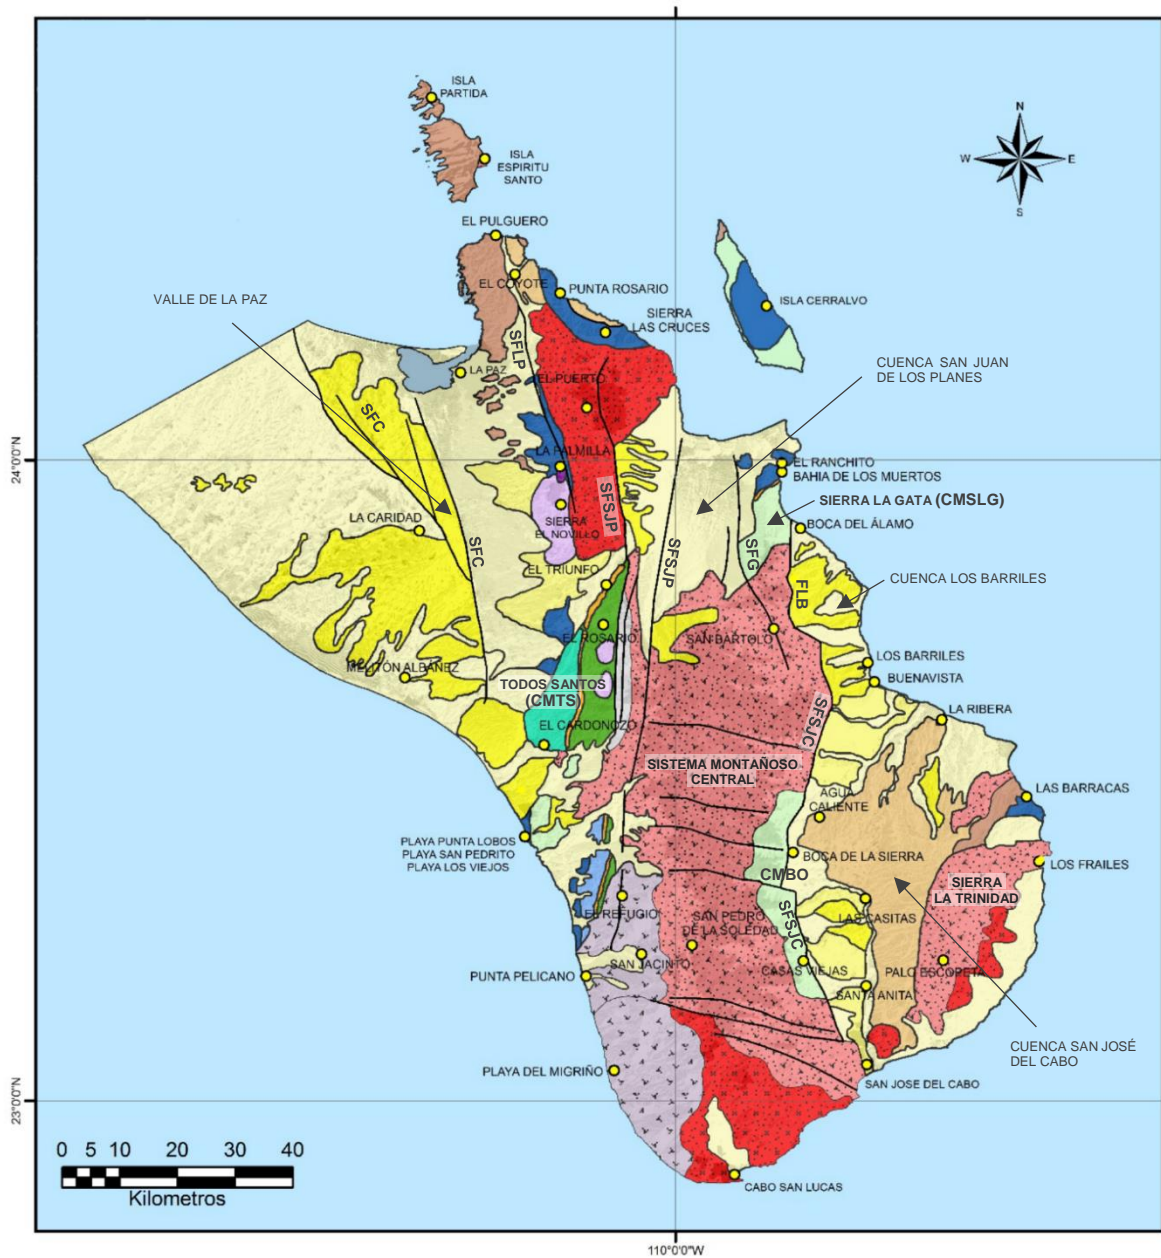 ISLA
PARTIDA
N
W
E
S
ISLA
ESPIRITU
SANTO
EL PULGUERO
EL COYOTE
PUNTA ROSARIO
VALLE DE LA PAZ
ISLA CERRALVO
SIERRA
LAS CRUCES
SFLP
LA PAZ
EL PUERTO
CUENCA SAN JUAN
DE LOS PLANES
SFC
24°0'0"N
LA PALMILLA
EL RANCHITO
BAHIA DE LOS MUERTOS
SFSJP
SIERRA LA GATA (CMSLG)
LA CARIDAD
SIERRA
EL NOVILLO
BOCA DEL ÁLAMO
SFC
EL TRIUNFO
SFSJP
SFG
FLB
CUENCA LOS BARRILES
EL ROSARIO
SAN BARTOLO
LOS BARRILES
MELITÓN ALBAÑEZ
TODOS SANTOS
(CMTS)
BUENAVISTA
EL CARDONOZO
SFSJC
LA RIBERA
SISTEMA MONTAÑOSO
CENTRAL
AGUA
CALIENTE
LAS BARRACAS
PLAYA PUNTA LOBOS
PLAYA SAN PEDRITO
PLAYA LOS VIEJOS
BOCA DE LA SIERRA
LOS FRAILES
CMBO
SIERRA
LA TRINIDAD
EL REFUGIO
SAN PEDRO
DE LA SOLEDAD
SFSJC
LAS CASITAS
SAN JACINTO
CASAS VIEJAS
PALO ESCOPETA
PUNTA PELICANO
SANTA ANITA
CUENCA SAN JOSÉ
DEL CABO
PLAYA DEL MIGRIÑO
SAN JOSE DEL CABO
23°0'0"N
0 5 10 20 30 40
Kilometros
CABO SAN LUCAS
110°0'0"W